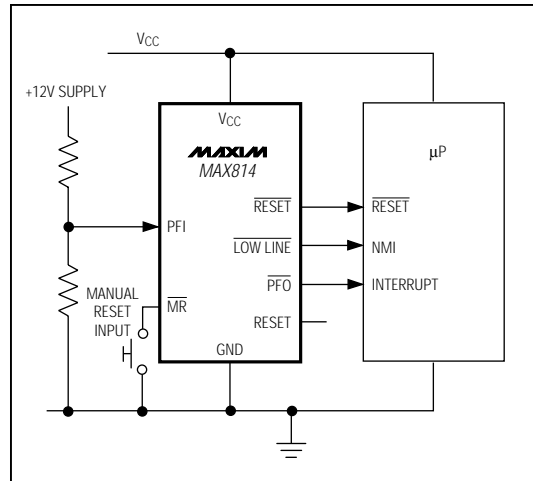 VCC
+12V SUPPLY
VCC
MAXIM
MAX814
μP
RESET
RESET
PFI
LOW LINE
NMI
MANUAL
RESET
INPUT
MR
PFO
INTERRUPT
RESET
GND